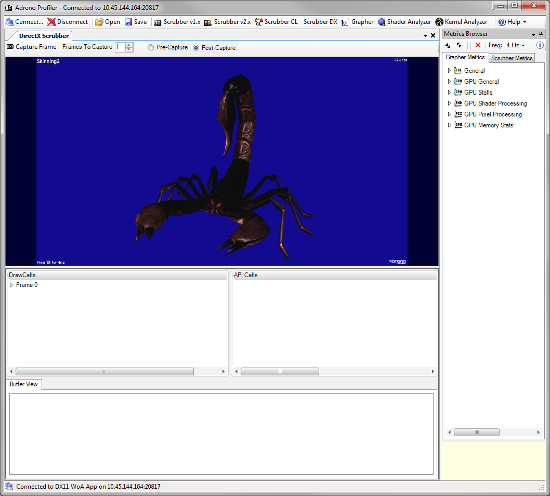 Adreno Profiler - Connected to 10.45.144.164:20817
Connect... Disconnect Open Save Scrubber v1.x Scrubber v2.x Scrubber CL Scrubber DX Grapher Shader Analyzer Kernel Analyzer Help
DirectX Scrubber
Capture Frame Frames To Capture 1 Pre-Capture Post-Capture
Skinning2
DrawCalls
Frame 0
API Calls
Buffer View
Metrics Browser
Freq: 4 Hz
Grapher Metrics Scrubber Metrics
General
GPU General
GPU Stalls
GPU Shader Processing
GPU Pixel Processing
GPU Memory Stats
Connected to DX11 WoA App on 10.45.144.164:20817